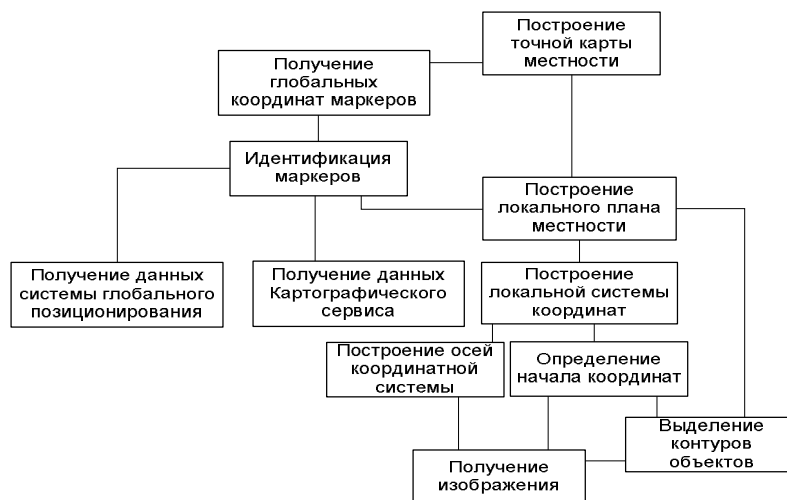 Построение
точной карты
местности
Получение
глобальных
координат маркеров
Идентификация
маркеров
Построение
локального плана
местности
Получение данных
системы глобального
позиционирования
Получение данных
Картографического
сервиса
Построение
локальной системы
координат
Построение осей
координатной
системы
Определение
начала координат
Выделение
контуров
объектов
Получение
изображения